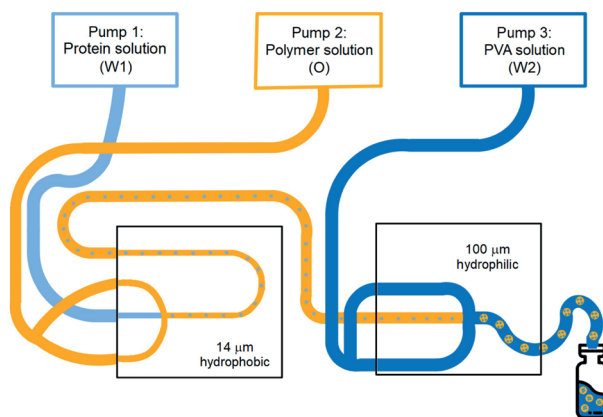 Pump 1:
Protein solution
(W1)
Pump 2:
Polymer solution
(O)
Pump 3:
PVA solution
(W2)
100 μm
hydrophilic
14 μm
hydrophobic